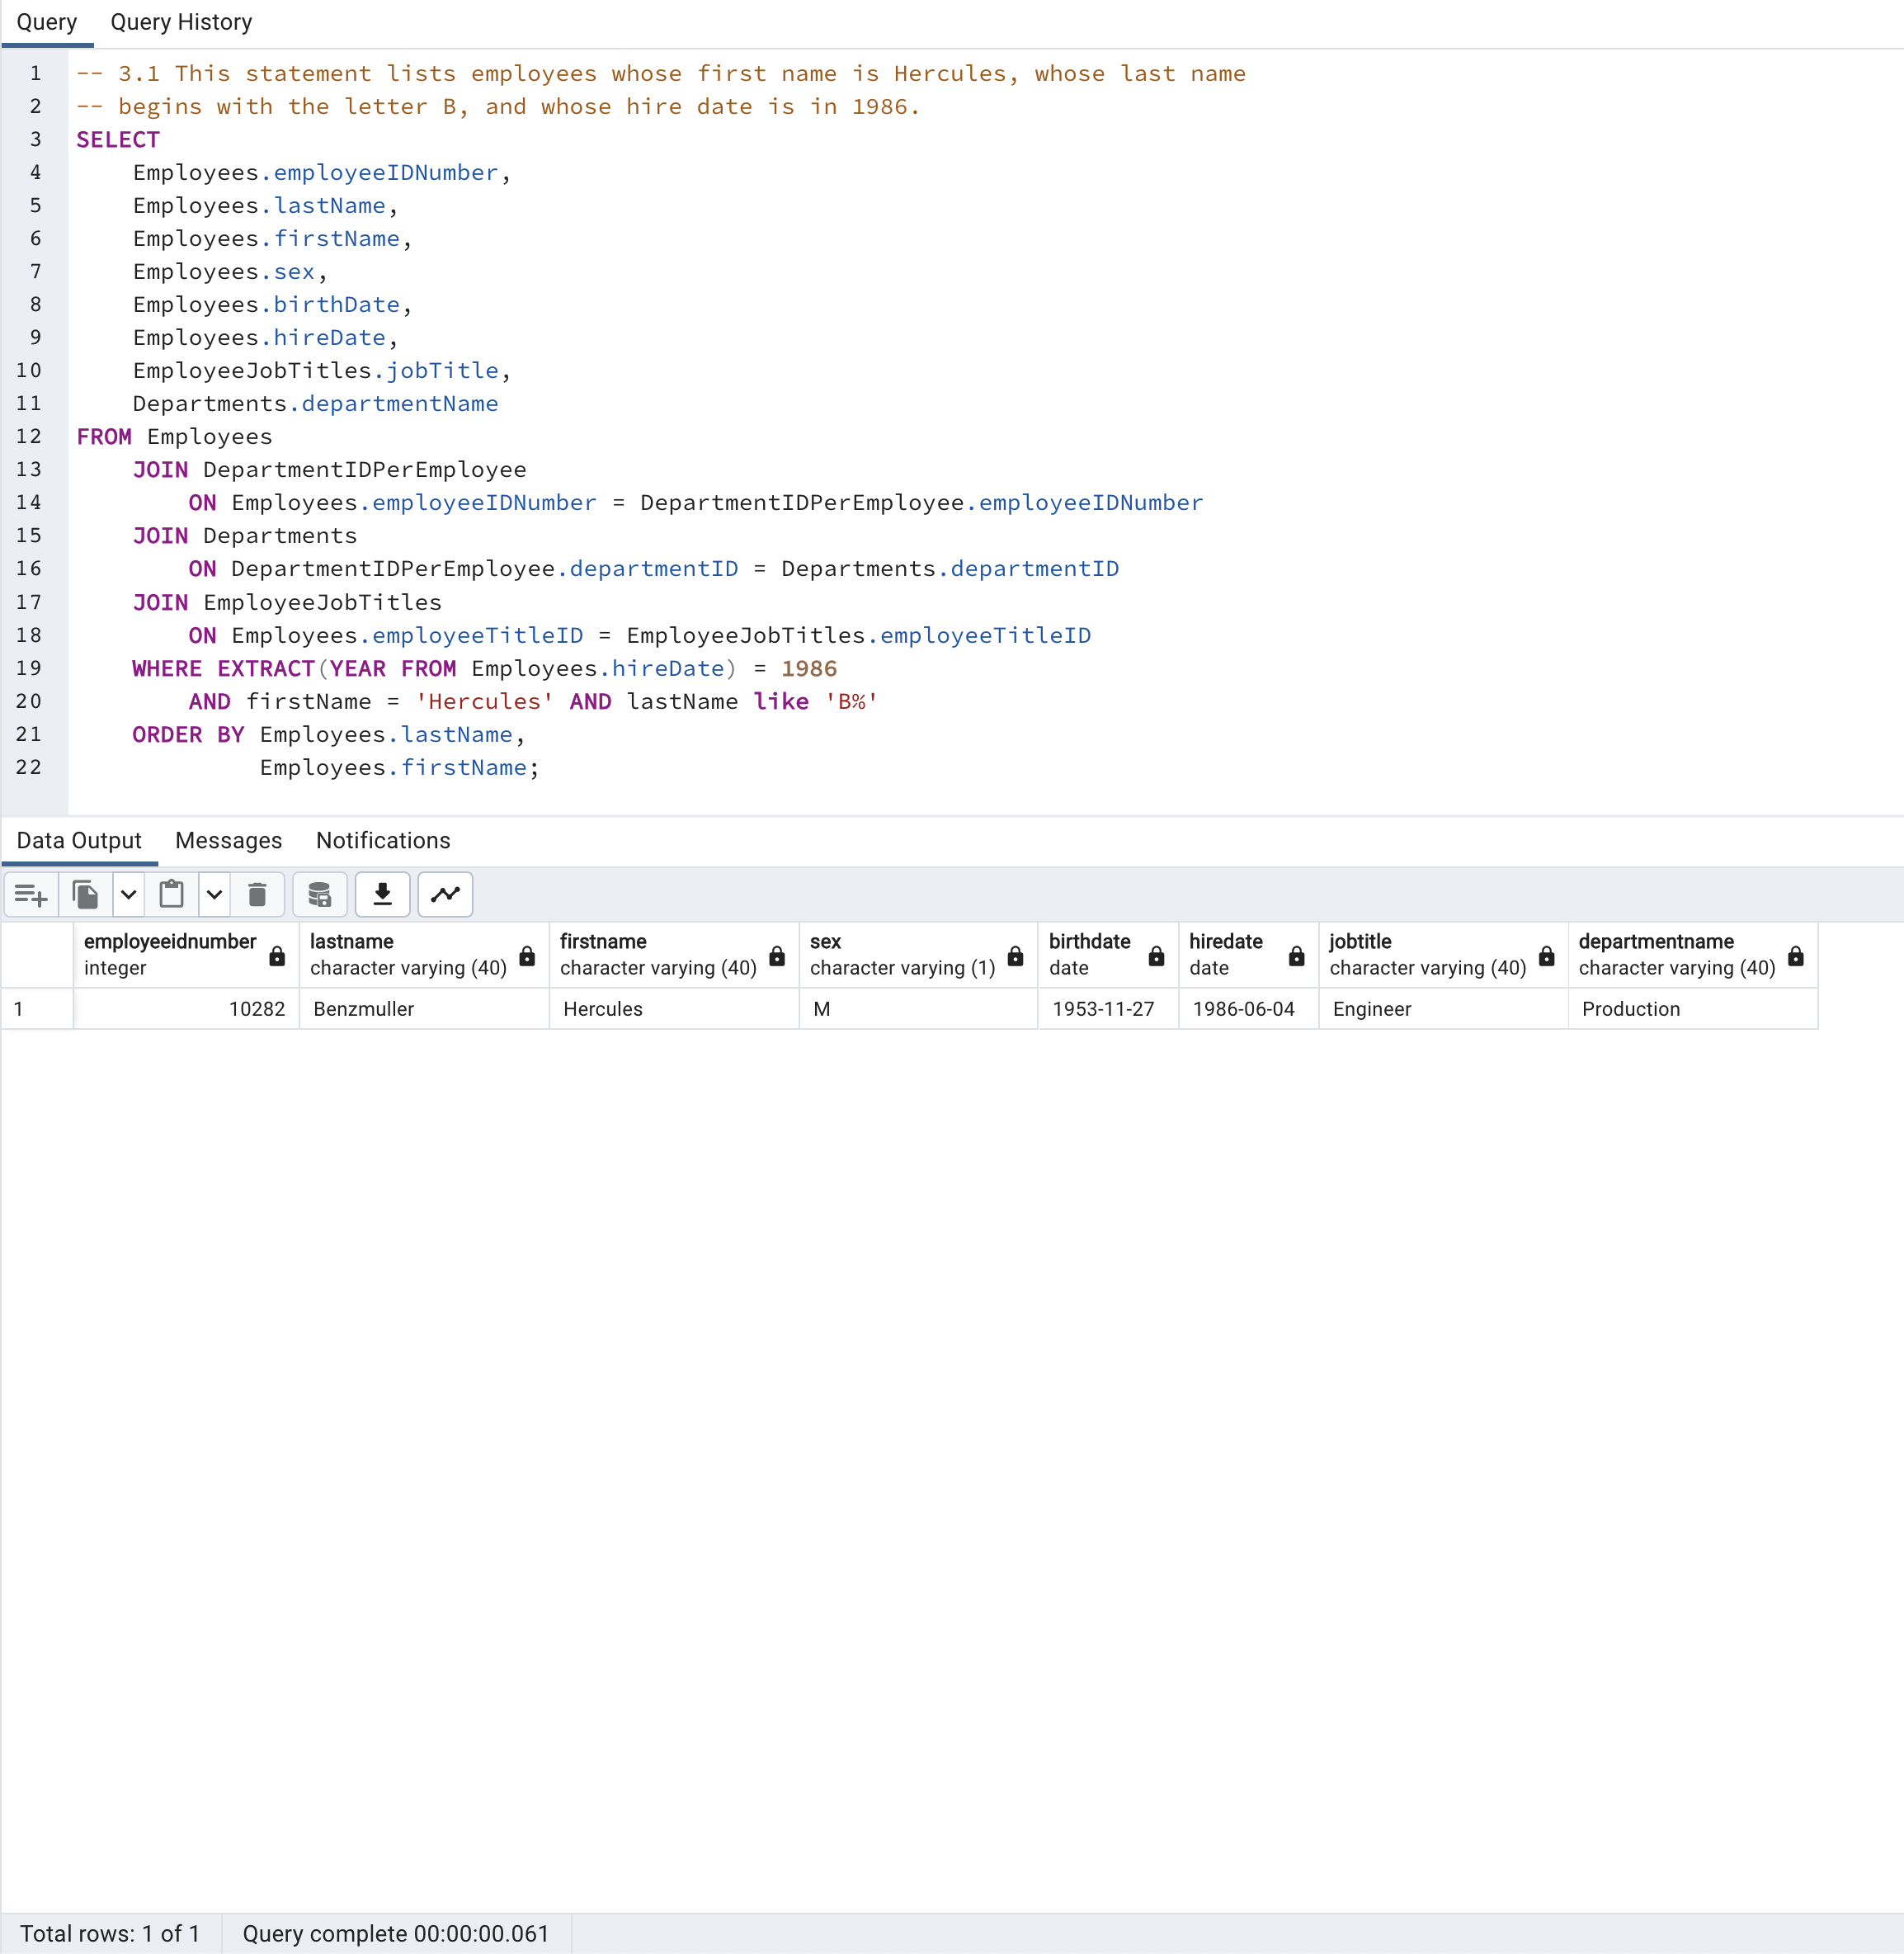 Query Query History
1 -- 3.1 This statement lists employees whose first name is Hercules, whose last name
2 -- begins with the letter B, and whose hire date is in 1986.
3 SELECT
4 Employees.employeeIDNumber,
5 Employees.lastName,
6 Employees.firstName,
7 Employees.sex,
8 Employees.birthDate,
9 Employees.hireDate,
10 EmployeeJobTitles.jobTitle,
11 Departments.departmentName
12 FROM Employees
13 JOIN DepartmentIDPerEmployee
14 ON Employees.employeeIDNumber = DepartmentIDPerEmployee.employeeIDNumber
15 JOIN Departments
16 ON DepartmentIDPerEmployee.departmentID = Departments.departmentID
17 JOIN EmployeeJobTitles
18 ON Employees.employeeTitleID = EmployeeJobTitles.employeeTitleID
19 WHERE EXTRACT(YEAR FROM Employees.hireDate) = 1986
20 AND firstName = 'Hercules' AND lastName like 'B%'
21 ORDER BY Employees.lastName,
22 Employees.firstName;
Data Output Messages Notifications
employeeidnumber lastname firstname sex birthdate hiredate jobtitle departmentname
integer character varying (40) character varying (40) character varying (1) date date character varying (40) character varying (40)
1 10282 Benzmuller Hercules M 1953-11-27 1986-06-04 Engineer Production
Total rows: 1 of 1 Query complete 00:00:00.061